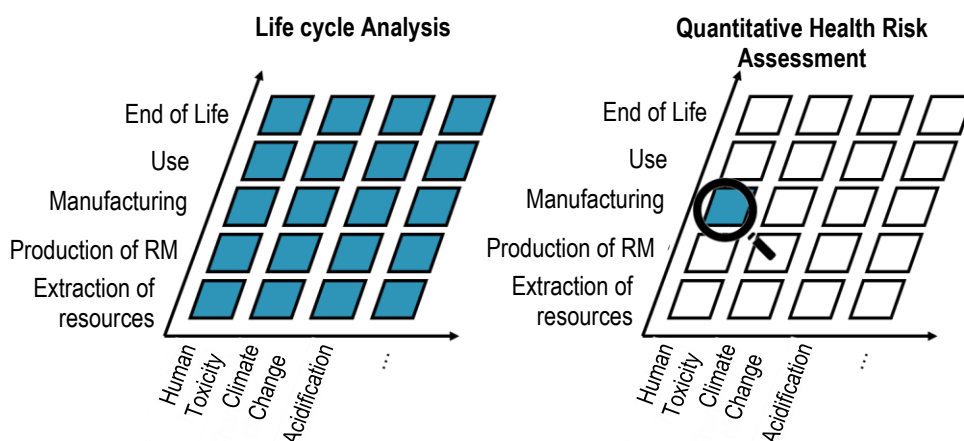 Life cycle Analysis
End of Life
Use
Manufacturing
Production of RM
Extraction of
resources
Human
Toxicity
Climate
Change
Acidification
...
Quantitative Health Risk
Assessment
End of Life
Use
Manufacturing
Production of RM
Extraction of
resources
Human
Toxicity
Climate
Change
Acidification
...